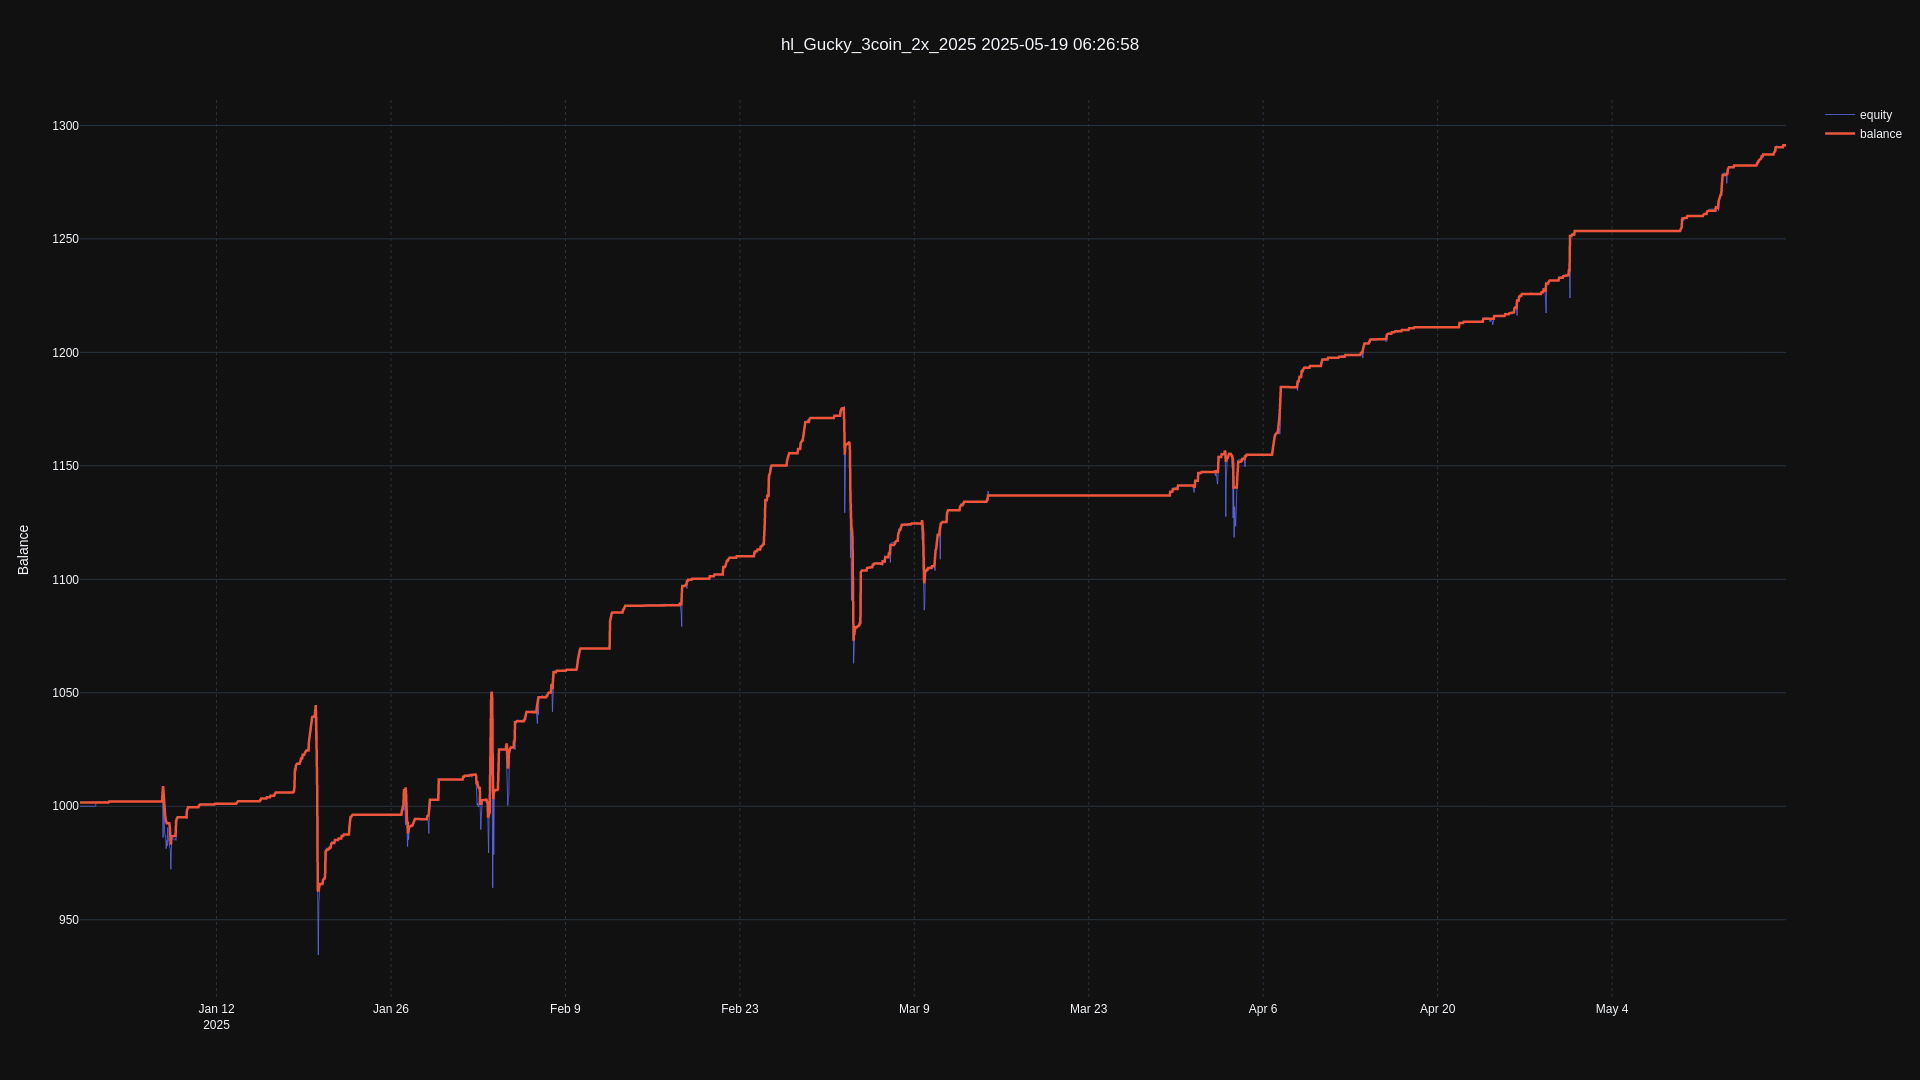 hl_Gucky_3coin_2x_2025 2025-05-19 06:26:58
equity
balance
Balance
1300
1250
1200
1150
1100
1050
1000
950
Jan 12
2025
Jan 26
Feb 9
Feb 23
Mar 9
Mar 23
Apr 6
Apr 20
May 4